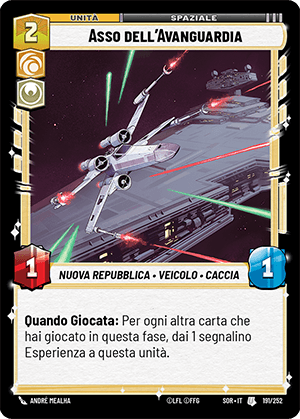 UNITÀ
SPAZIALE
2
ASSO DELL'AVANGUARDIA
1
1
NUOVA REPUBBLICA • VEICOLO • CACCIA
Quando Giocata: Per ogni altra carta che
hai giocato in questa fase, dai 1 segnalino
Esperienza a questa unità.
ANDRÉ MEALHA
©LFL ©FFG
SOR • IT
U
191/252